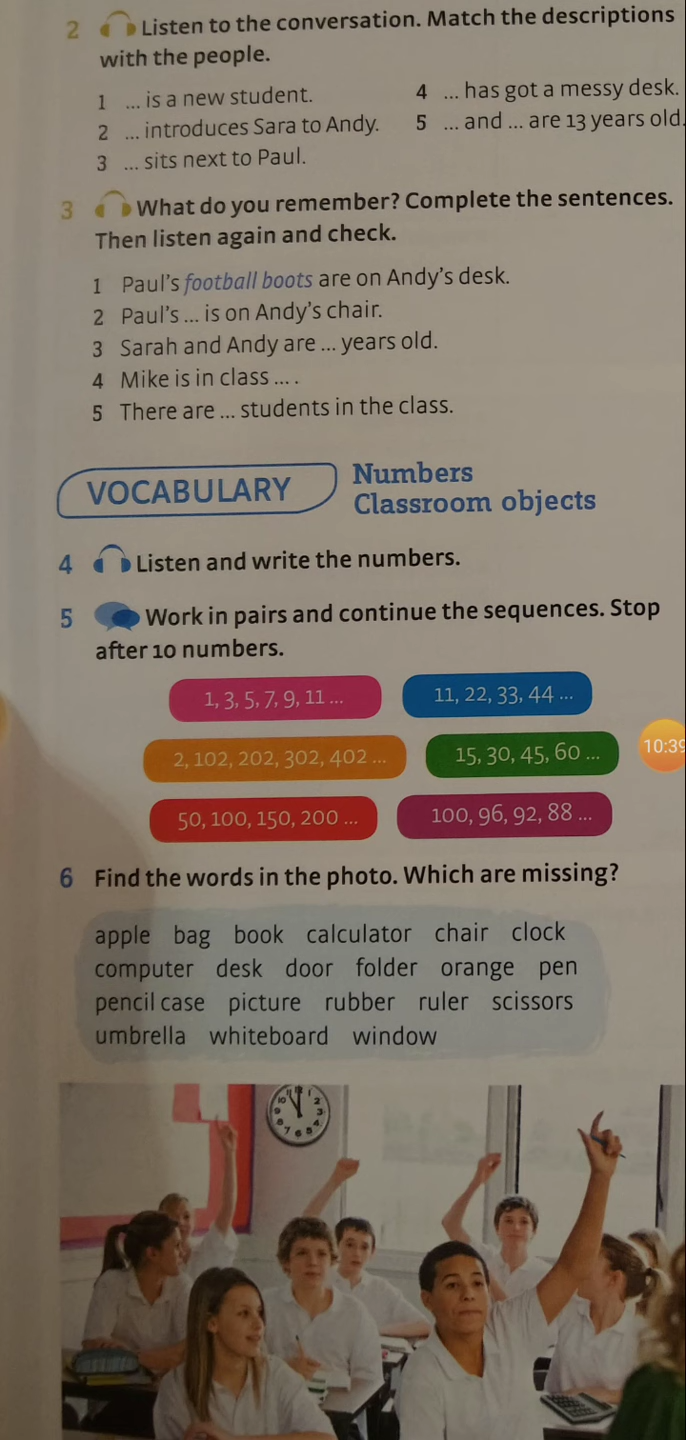 2 Listen to the conversation. Match the descriptions
with the people.
1 ... is a new student.
2 ... introduces Sara to Andy.
3 ... sits next to Paul.
4 ... has got a messy desk.
5 ... and ... are 13 years old.
3 What do you remember? Complete the sentences.
Then listen again and check.
1 Paul's football boots are on Andy's desk.
2 Paul's ... is on Andy's chair.
3 Sarah and Andy are ... years old.
4 Mike is in class ... .
5 There are ... students in the class.
VOCABULARY
Numbers
Classroom objects
4 Listen and write the numbers.
5 Work in pairs and continue the sequences. Stop
after 10 numbers.
1, 3, 5, 7, 9, 11 ...
11, 22, 33, 44 ...
2, 102, 202, 302, 402 ...
15, 30, 45, 60 ...
10:39
50, 100, 150, 200 ...
100, 96, 92, 88 ...
6 Find the words in the photo. Which are missing?
apple bag book calculator chair clock
computer desk door folder orange pen
pencil case picture rubber ruler scissors
umbrella whiteboard window